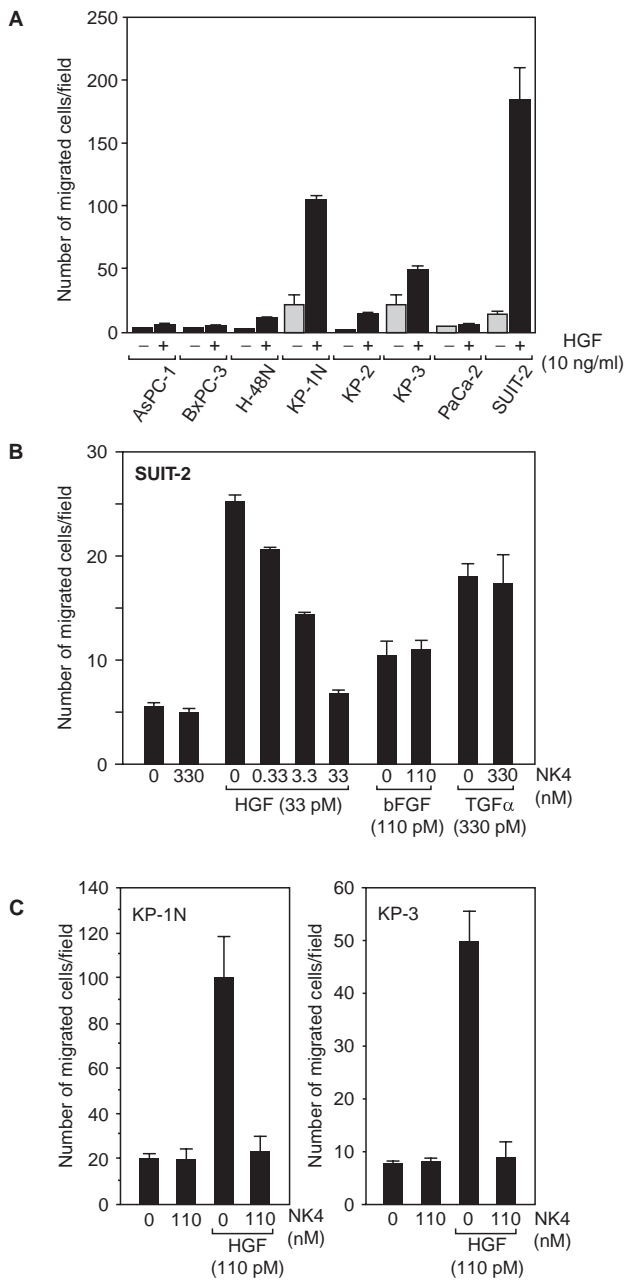 A
Number of migrated cells/field
250
200
150
100
50
0
– + – + – + – + – + – + – + – +
HGF
(10 ng/ml)
AsPC-1 BxPC-3 H-48N KP-1N KP-2 KP-3 PaCa-2 SUIT-2
B
SUIT-2
Number of migrated cells/field
30
20
10
0
0 330 0 0.33 3.3 33 0 110 0 330 NK4
(nM)
HGF (33 pM) bFGF TGFα
(110 pM) (330 pM)
C
KP-1N
Number of migrated cells/field
140
120
100
80
60
40
20
0
0 110 0 110 NK4
(nM)
HGF
(110 pM)
KP-3
Number of migrated cells/field
60
50
40
30
20
10
0
0 110 0 110 NK4
(nM)
HGF
(110 pM)